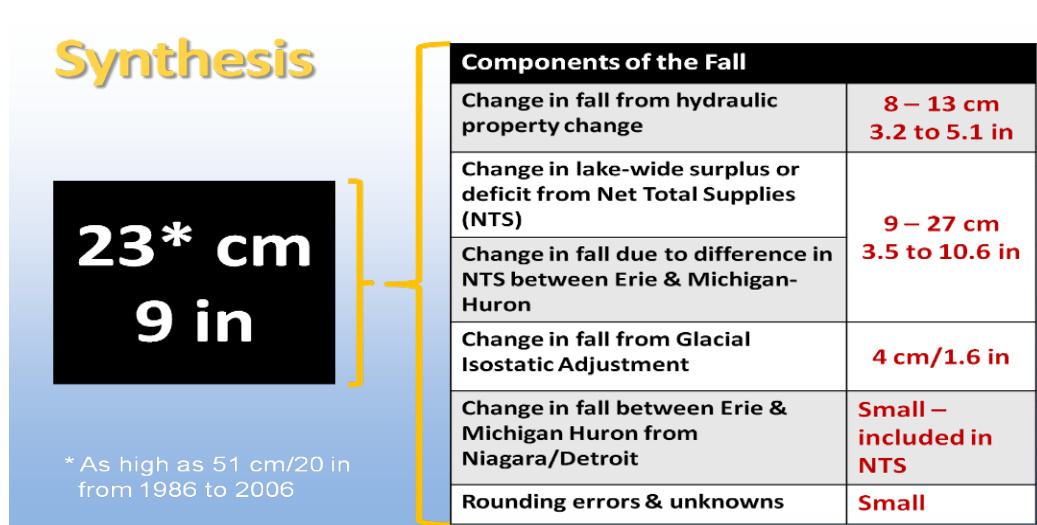 Synthesis
23* cm
9 in
* As high as 51 cm/20 in
from 1986 to 2006
Components of the Fall
Change in fall from hydraulic
property change
8 – 13 cm
3.2 to 5.1 in
Change in lake-wide surplus or
deficit from Net Total Supplies
(NTS)
Change in fall due to difference in
NTS between Erie & Michigan-
Huron
9 – 27 cm
3.5 to 10.6 in
Change in fall from Glacial
Isostatic Adjustment
4 cm/1.6 in
Change in fall between Erie &
Michigan Huron from
Niagara/Detroit
Small –
included in
NTS
Rounding errors & unknowns
Small